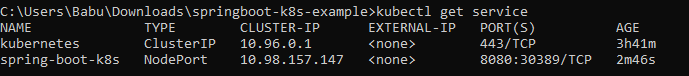 C:\Users\Babu\Downloads\springboot-k8s-example>kubectl get service
NAME TYPE CLUSTER-IP EXTERNAL-IP PORT(S) AGE
kubernetes ClusterIP 10.96.0.1 <none> 443/TCP 3h41m
spring-boot-k8s NodePort 10.98.157.147 <none> 8080:30389/TCP 2m46s